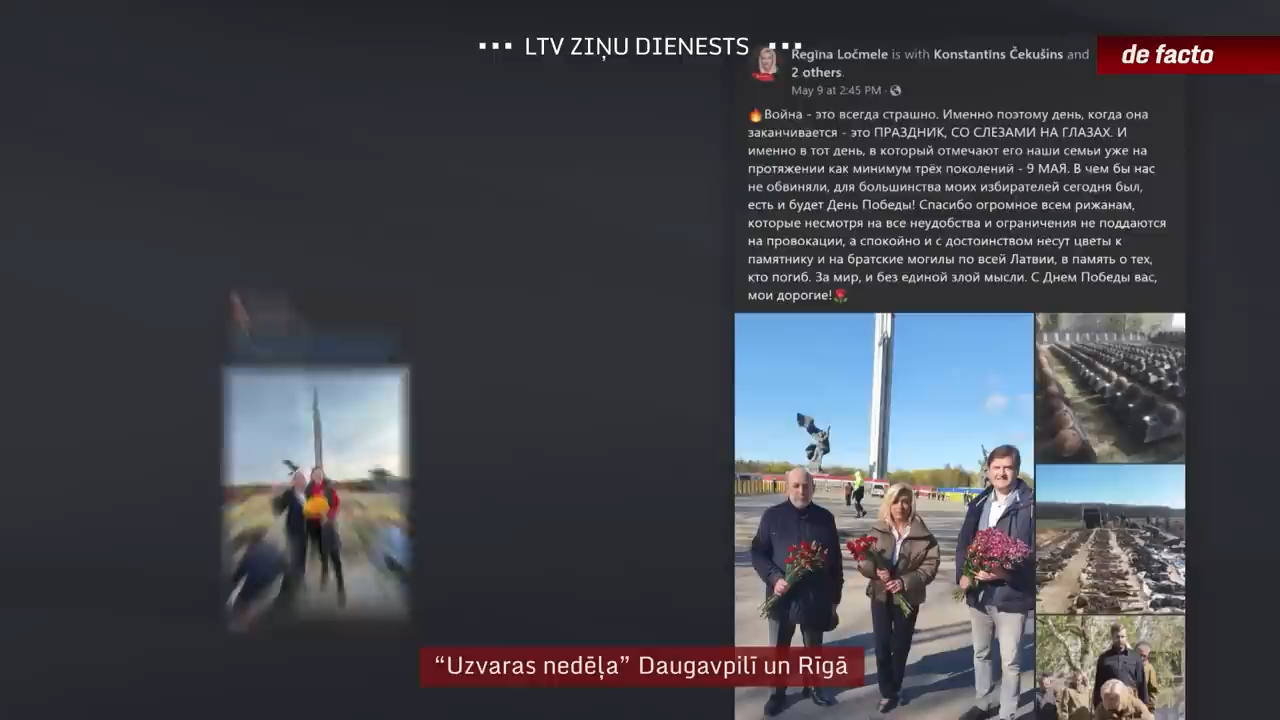 LTV ZIŅU DIENESTS
de facto
Regīna Ločmele is with Konstantīns Čekušins and
2 others.
May 9 at 2:45 PM ·
Война - это всегда страшно. Именно поэтому день, когда она
заканчивается - это ПРАЗДНИК, СО СЛЕЗАМИ НА ГЛАЗАХ. И
именно в тот день, в который отмечают его наши семьи уже на
протяжении как минимум трёх поколений - 9 МАЯ. В чем бы нас
не обвиняли, для большинства моих избирателей сегодня был,
есть и будет День Победы! Спасибо огромное всем рижанам,
которые несмотря на все неудобства и ограничения не поддаются
на провокации, а спокойно и с достоинством несут цветы к
памятнику и на братские могилы по всей Латвии, в память о тех,
кто погиб. За мир, и без единой злой мысли. С Днем Победы вас,
мои дорогие!
“Uzvaras nedēļa” Daugavpilī un Rīgā